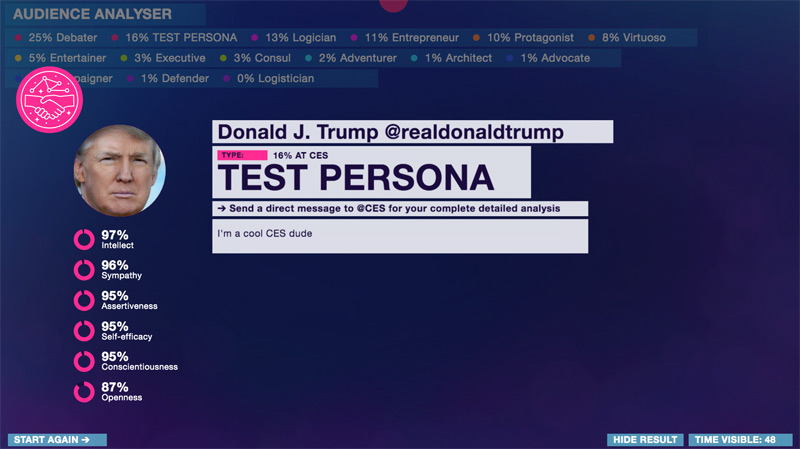 AUDIENCE ANALYSER
25% Debater 16% TEST PERSONA 13% Logician 11% Entrepreneur 10% Protagonist 8% Virtuoso
5% Entertainer 3% Executive 3% Consul 2% Adventurer 1% Architect 1% Advocate
1% Defender 0% Logistician
Donald J. Trump @realdonaldtrump
TYPE: 16% AT CES
TEST PERSONA
➔ Send a direct message to @CES for your complete detailed analysis
I'm a cool CES dude
97%
Intellect
96%
Sympathy
95%
Assertiveness
95%
Self-efficacy
95%
Conscientiousness
87%
Openness
START AGAIN ➔
HIDE RESULT
TIME VISIBLE: 48